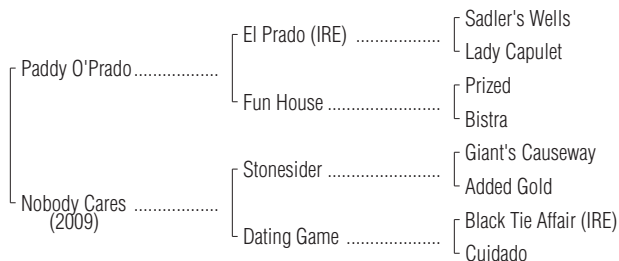 Sadler's Wells
El Prado (IRE) ...................
Lady Capulet
Paddy O'Prado..................
Prized
Fun House ........................
Bistra
Giant's Causeway
Stonesider ........................
Added Gold
Nobody Cares ..................
(2009)
Black Tie Affair (IRE)
Dating Game ....................
Cuidado